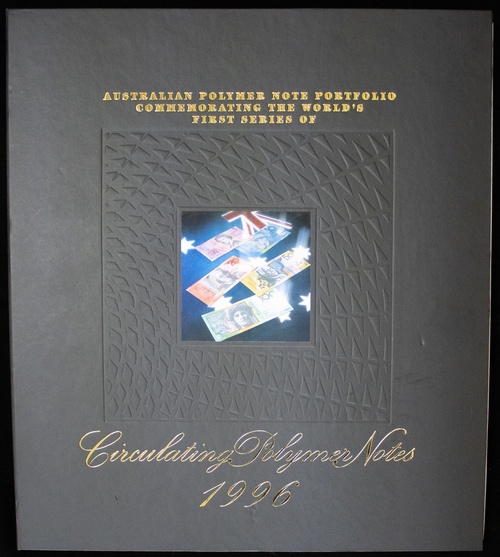 AUSTRALIAN POLYMER NOTE PORTFOLIO
COMMEMORATING THE WORLD'S
FIRST SERIES OF
Circulating Polymer Notes
1996